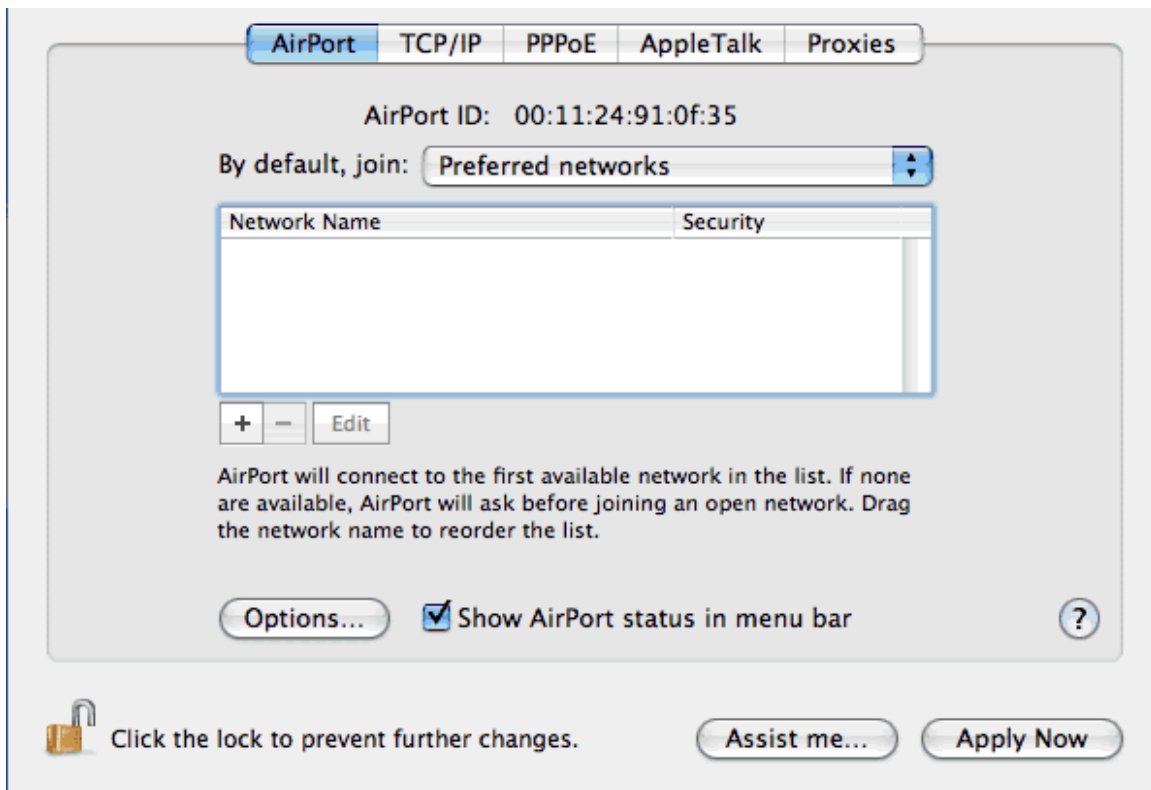 AirPort TCP/IP PPPoE AppleTalk Proxies
AirPort ID: 00:11:24:91:0f:35
By default, join: Preferred networks
Network Name Security
+ − Edit
AirPort will connect to the first available network in the list. If none
are available, AirPort will ask before joining an open network. Drag
the network name to reorder the list.
Options... Show AirPort status in menu bar ?
Click the lock to prevent further changes. Assist me... Apply Now